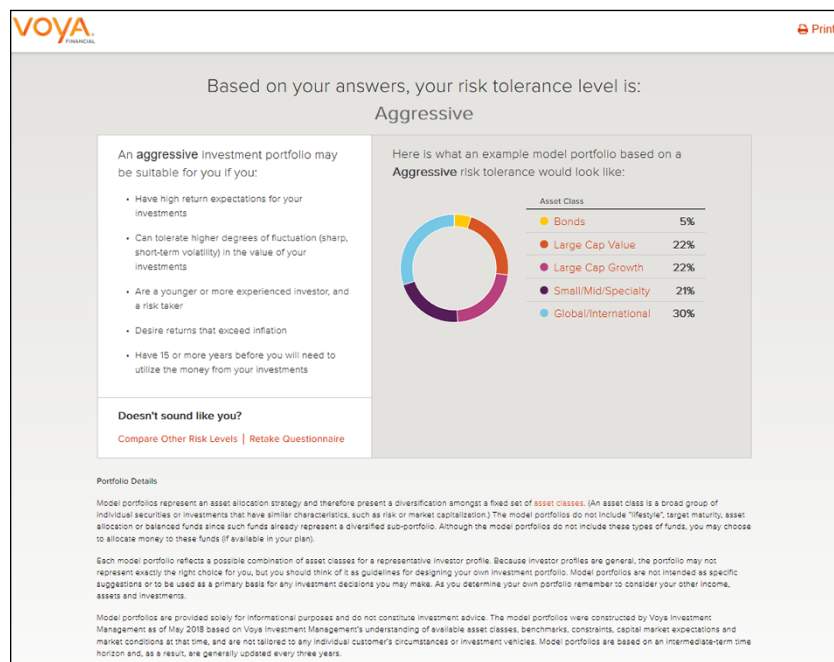 VOYA
FINANCIAL
Print
Based on your answers, your risk tolerance level is:
Aggressive
An aggressive investment portfolio may
be suitable for you if you:
• Have high return expectations for your
investments
• Can tolerate higher degrees of fluctuation (sharp,
short-term volatility) in the value of your
investments
• Are a younger or more experienced investor, and
a risk taker
• Desire returns that exceed inflation
• Have 15 or more years before you will need to
utilize the money from your investments
Doesn't sound like you?
Compare Other Risk Levels | Retake Questionnaire
Here is what an example model portfolio based on a
Aggressive risk tolerance would look like:
Asset Class
Bonds 5%
Large Cap Value 22%
Large Cap Growth 22%
Small/Mid/Specialty 21%
Global/International 30%
Portfolio Details
Model portfolios represent an asset allocation strategy and therefore present a diversification amongst a fixed set of asset classes. (An asset class is a broad group of
individual securities or investments that have similar characteristics, such as risk or market capitalization.) The model portfolios do not include "lifestyle", target maturity, asset
allocation or balanced funds since such funds already represent a diversified sub-portfolio. Although the model portfolios do not include these types of funds, you may choose
to allocate money to these funds (if available in your plan).
Each model portfolio reflects a possible combination of asset classes for a representative investor profile. Because investor profiles are general, the portfolio may not
represent exactly the right choice for you, but you should think of it as guidelines for designing your own investment portfolio. Model portfolios are not intended as specific
suggestions or to be used as a primary basis for any investment decisions you may make. As you determine your own portfolio remember to consider your other income,
assets and investments.
Model portfolios are provided solely for informational purposes and do not constitute investment advice. The model portfolios were constructed by Voya Investment
Management as of May 2018 based on Voya Investment Management's understanding of available asset classes, benchmarks, constraints, capital market expectations and
market conditions at that time, and are not tailored to any individual customer's circumstances or investment vehicles. Model portfolios are based on an intermediate-term time
horizon and, as a result, are generally updated every three years.